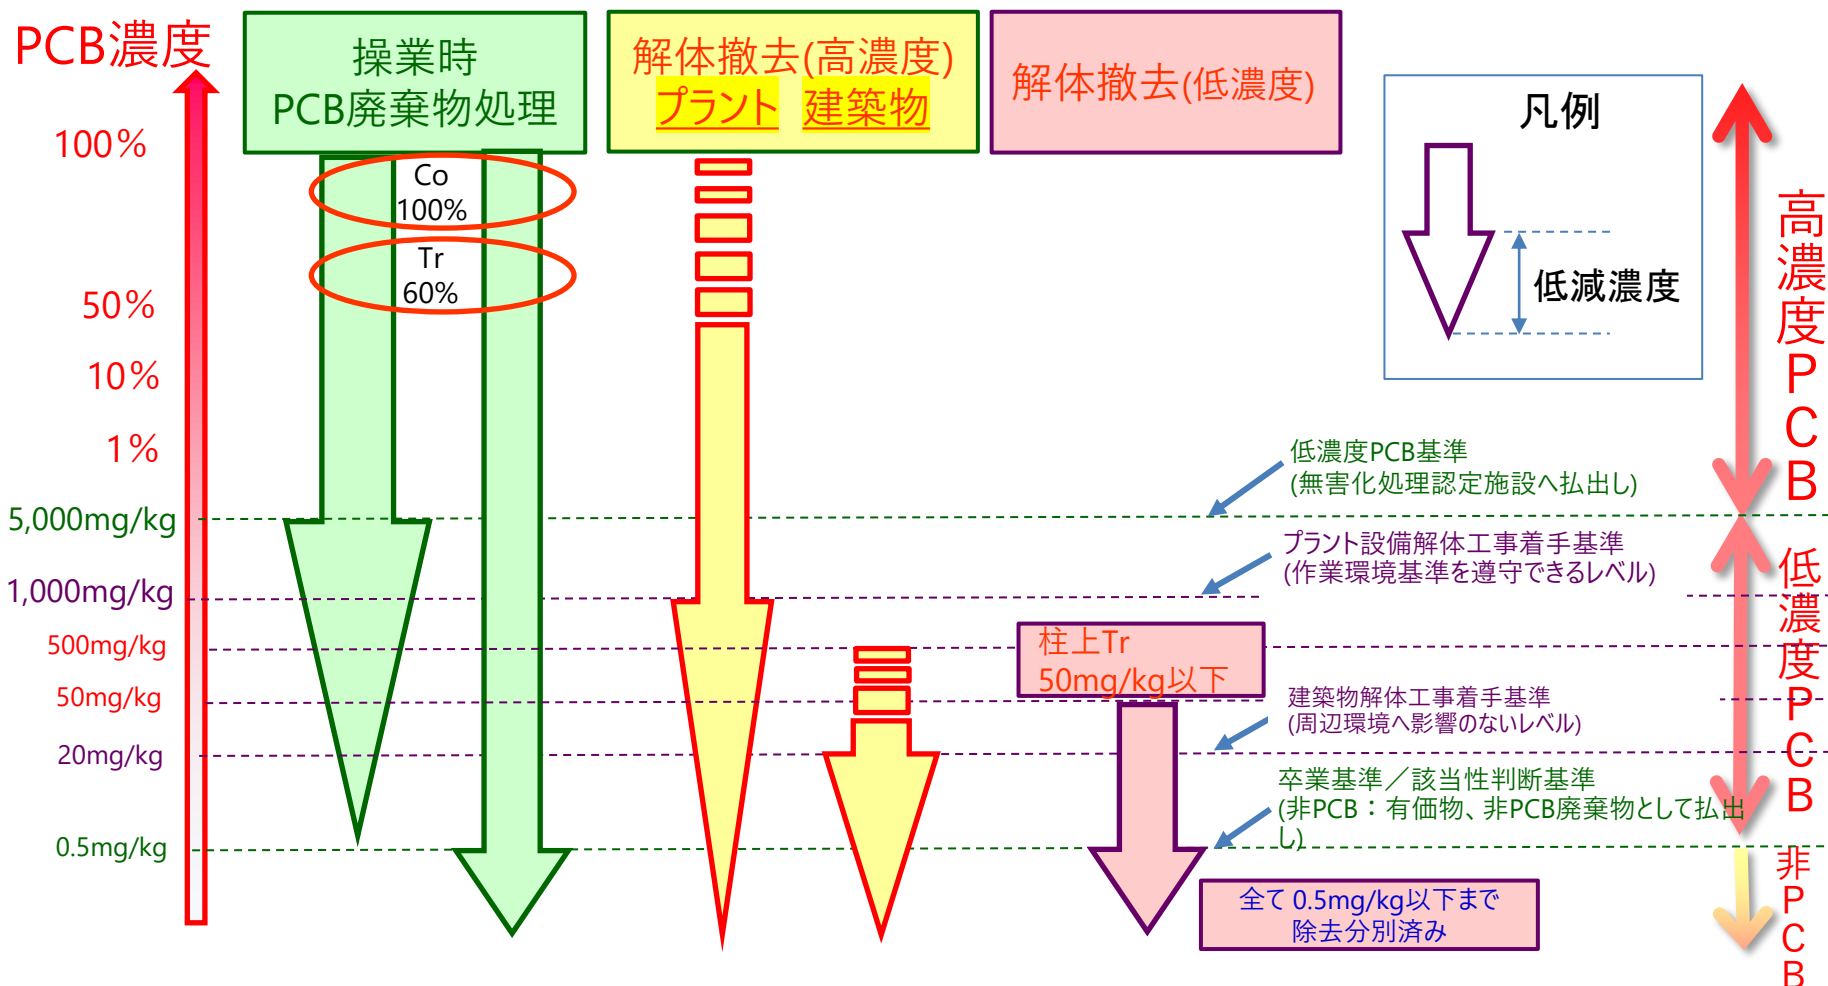 PCB濃度
100%
50%
10%
1%
5,000mg/kg
1,000mg/kg
500mg/kg
50mg/kg
20mg/kg
0.5mg/kg
操業時
PCB廃棄物処理
Co
100%
Tr
60%
解体撤去(高濃度)
プラント 建築物
解体撤去(低濃度)
柱上Tr
50mg/kg以下
凡例
低減濃度
低濃度PCB基準
(無害化処理認定施設へ払出し)
プラント設備解体工事着手基準
(作業環境基準を遵守できるレベル)
建築物解体工事着手基準
(周辺環境へ影響のないレベル)
卒業基準／該当性判断基準
(非PCB：有価物、非PCB廃棄物として払出
し)
全て 0.5mg/kg以下まで
除去分別済み
高濃度PCB
低濃度PCB
非PCB